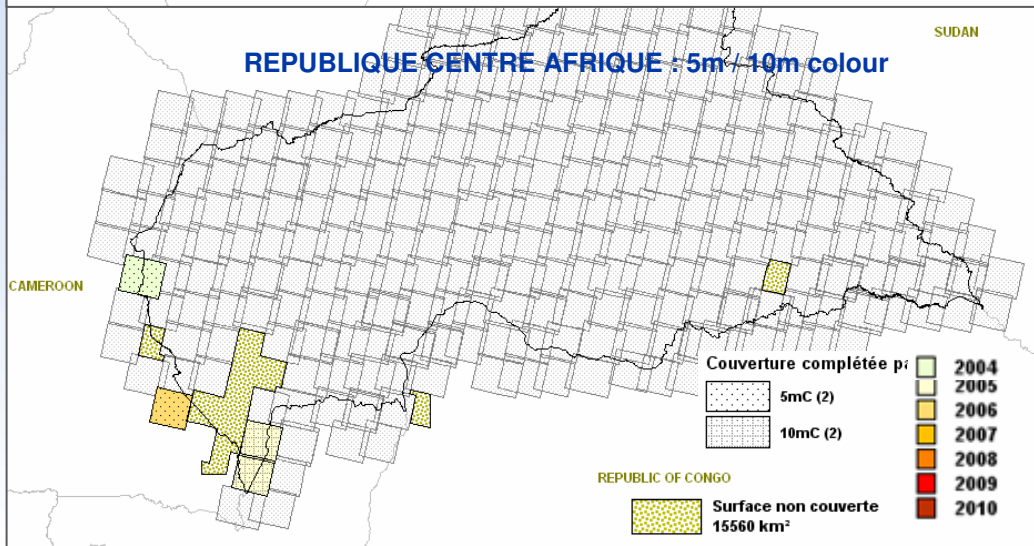 SUDAN
REPUBLIQUE CENTRE AFRIQUE : 5m / 10m colour
CAMEROON
Couverture complétée pa
5mC (2)
10mC (2)
2004
2005
2006
2007
2008
2009
2010
REPUBLIC OF CONGO
Surface non couverte
15560 km²